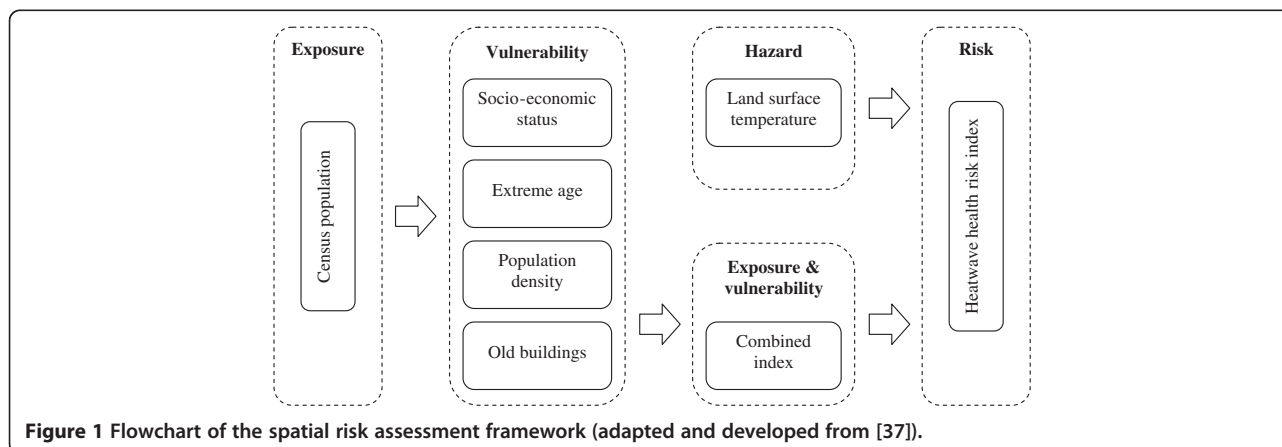 Exposure
Census population
Vulnerability
Socio-economic
status
Extreme age
Population
density
Old buildings
Hazard
Land surface
temperature
Exposure &
vulnerability
Combined
index
Risk
Heatwave health risk index
Figure 1 Flowchart of the spatial risk assessment framework (adapted and developed from [37]).